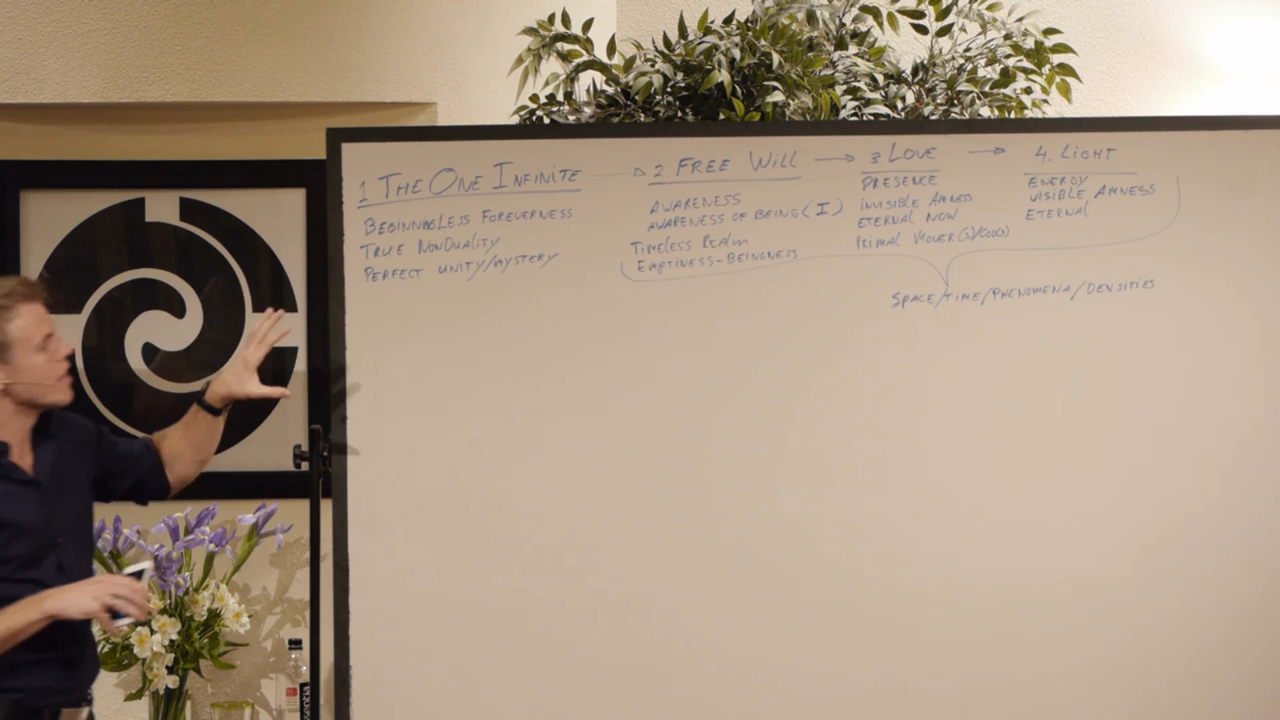 1 THE ONE INFINITE → 2 FREE WILL → 3 LOVE → 4. LIGHT
BEGINNINGLESS FOREVERNESS
TRUE NONDUALITY
PERFECT UNITY/MYSTERY
AWARENESS
AWARENESS OF BEING (I)
TIMELESS REALM
EMPTINESS-BEINGNESS
PRESENCE
INVISIBLE AMNESS
ETERNAL NOW
PRIMAL MOVER(S)/GOD(S)
ENERGY
VISIBLE AMNESS
ETERNAL
SPACE/TIME/PHENOMENA/DENSITIES
essentia